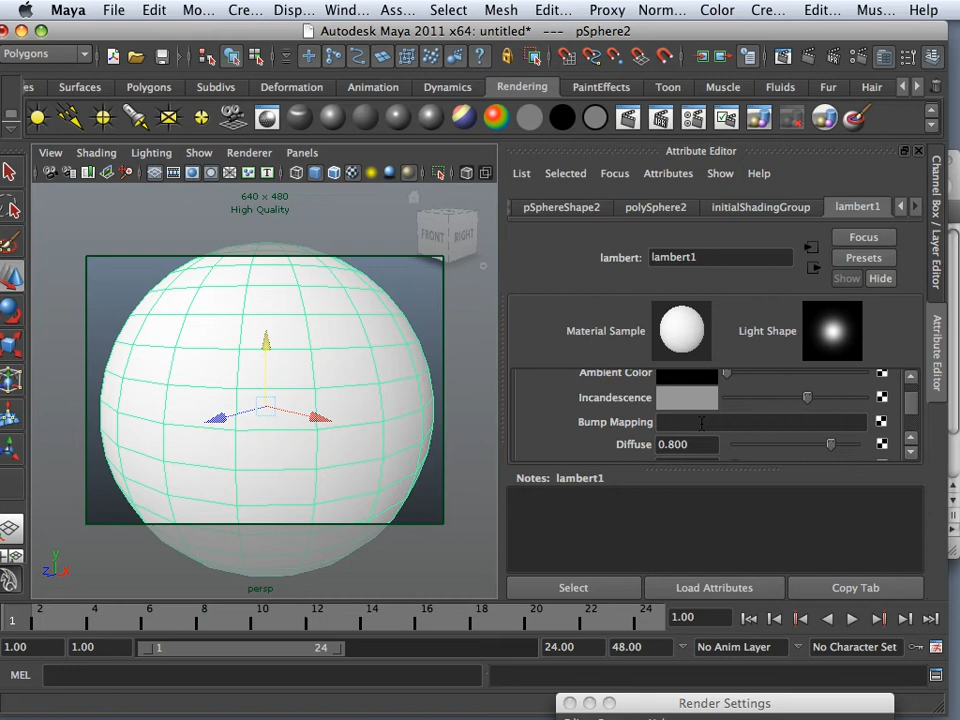 Maya File Edit Mo... Cre... Disp... Wind... Ass... Select Mesh Edit... Proxy Norm... Color Cre... Edit... Mus... Help
Autodesk Maya 2011 x64: untitled* --- pSphere2
Polygons
es Surfaces Polygons Subdivs Deformation Animation Dynamics Rendering PaintEffects Toon Muscle Fluids Fur Hair
View Shading Lighting Show Renderer Panels
640 x 480
High Quality
FRONT RIGHT
persp
y
z x
Attribute Editor
List Selected Focus Attributes Show Help
pSphereShape2 polySphere2 initialShadingGroup lambert1
lambert: lambert1
Focus
Presets
Show Hide
Material Sample Light Shape
Ambient Color
Incandescence
Bump Mapping
Diffuse 0.800
Notes: lambert1
Select Load Attributes Copy Tab
Channel Box / Layer Editor
Attribute Editor
1 2 4 6 8 10 12 14 16 18 20 22 24 1.00
1.00 1.00 1 24 24.00 48.00 No Anim Layer No Character Set
MEL
Render Settings